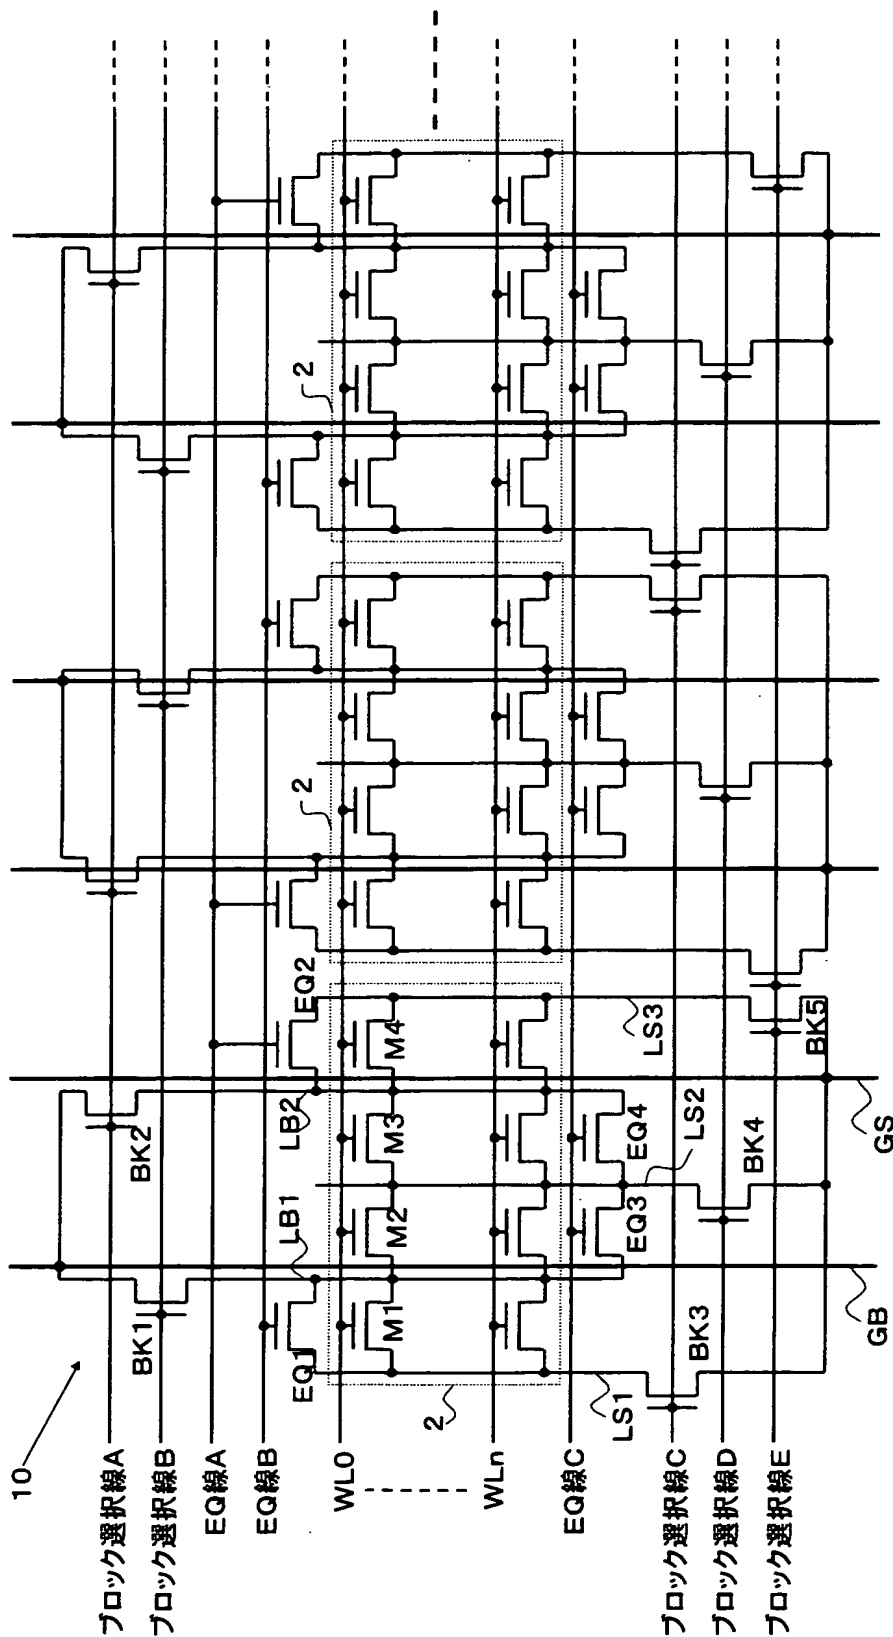 10
ブロック選択線A
ブロック選択線B
EQ線A
EQ線B
WL0
WLn
EQ線C
ブロック選択線C
ブロック選択線D
ブロック選択線E
BK1
BK2
EQ1
LB1
LB2
EQ2
M1
M2
M3
M4
2
2
2
EQ3
EQ4
LS1
LS2
LS3
BK3
BK4
BK5
GB
GS